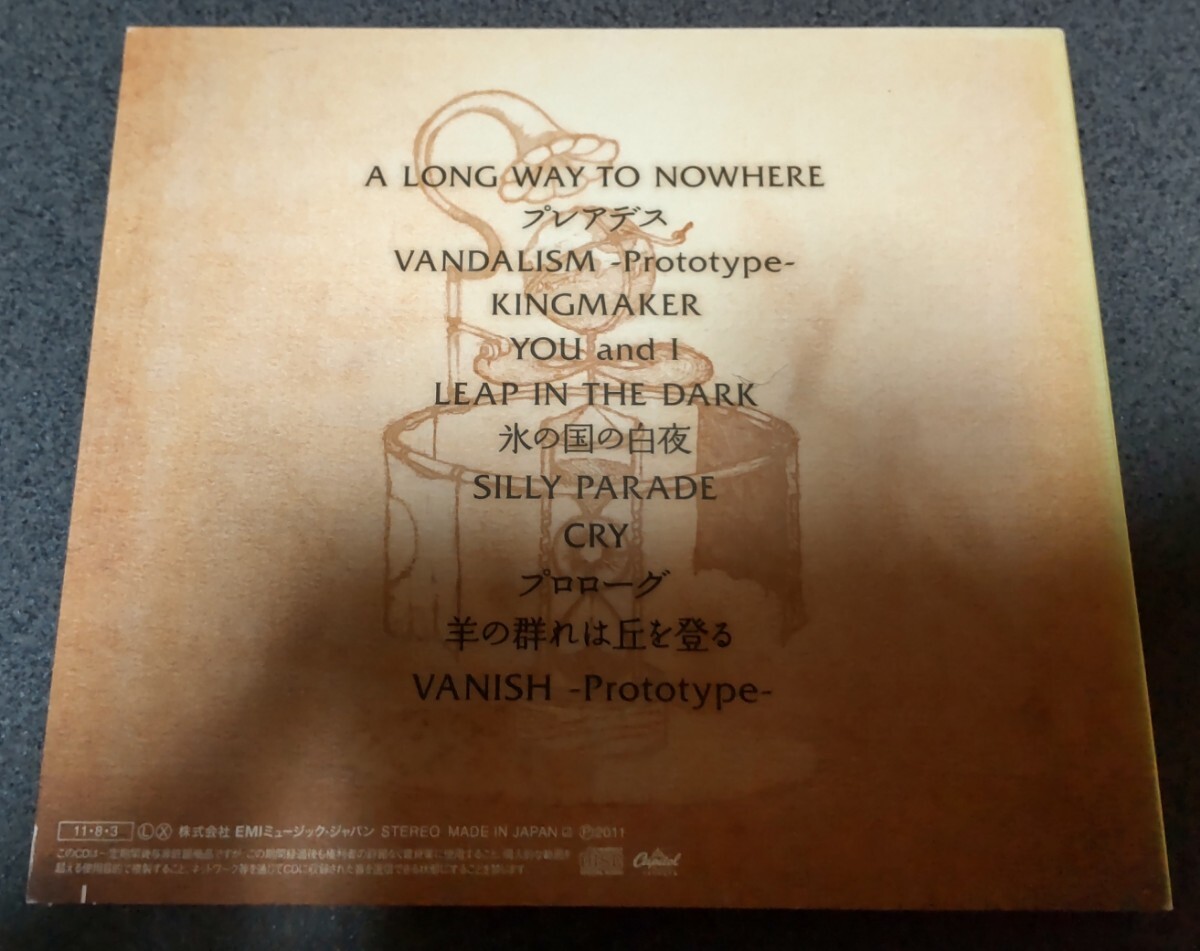 A LONG WAY TO NOWHERE
プレアデス
VANDALISM -Prototype-
KINGMAKER
YOU and I
LEAP IN THE DARK
氷の国の白夜
SILLY PARADE
CRY
プロローグ
羊の群れは丘を登る
VANISH -Prototype-
11・8・3 Ⓛ Ⓧ 株式会社 EMIミュージック・ジャパン STEREO MADE IN JAPAN ℗2011
Capitol